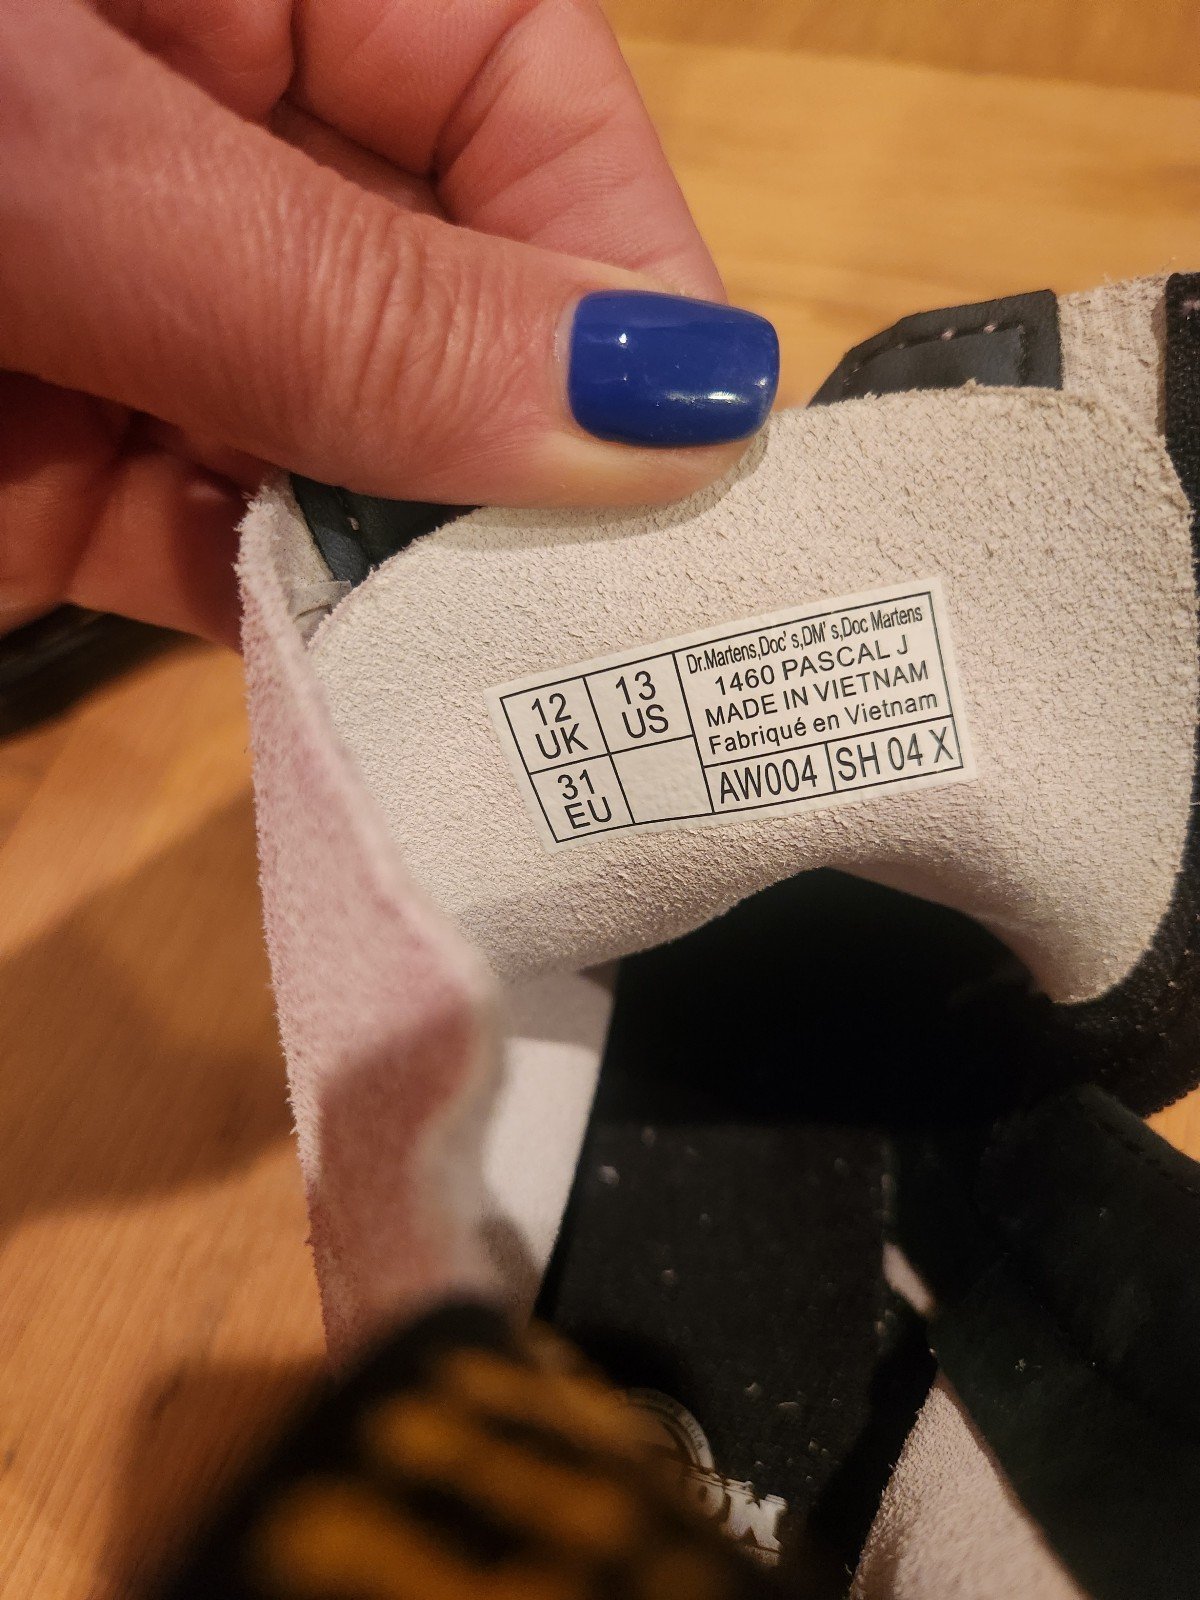 12
UK
13
US
31
EU
Dr.Martens,Doc's,DM's,Doc Martens
1460 PASCAL J
MADE IN VIETNAM
Fabriqué en Vietnam
AW004
SH 04 X